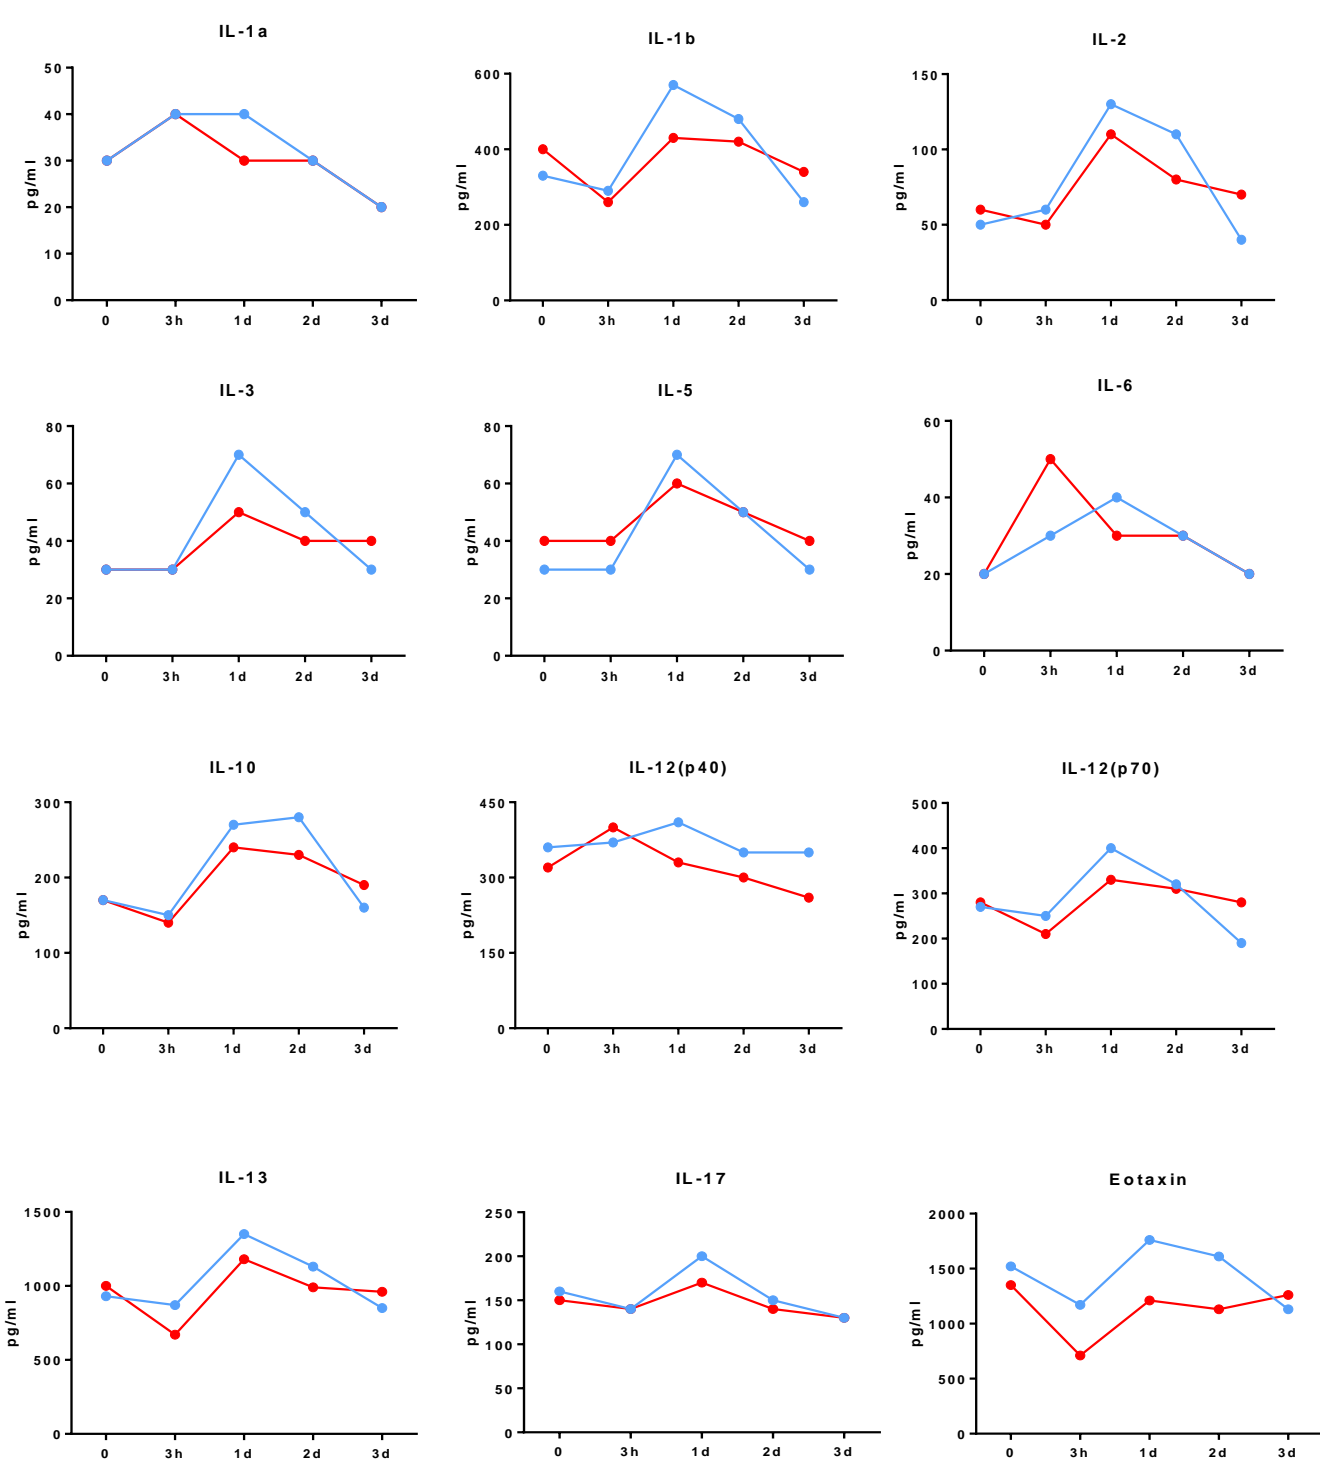 IL-1a
50
40
30
20
10
0
pg/ml
0 3h 1d 2d 3d
IL-1b
600
400
200
0
pg/ml
0 3h 1d 2d 3d
IL-2
150
100
50
0
pg/ml
0 3h 1d 2d 3d
IL-3
80
60
40
20
0
pg/ml
0 3h 1d 2d 3d
IL-5
80
60
40
20
0
pg/ml
0 3h 1d 2d 3d
IL-6
60
40
20
0
pg/ml
0 3h 1d 2d 3d
IL-10
300
200
100
0
pg/ml
0 3h 1d 2d 3d
IL-12(p40)
450
300
150
0
pg/ml
0 3h 1d 2d 3d
IL-12(p70)
500
400
300
200
100
0
pg/ml
0 3h 1d 2d 3d
IL-13
1500
1000
500
0
pg/ml
0 3h 1d 2d 3d
IL-17
250
200
150
100
50
0
pg/ml
0 3h 1d 2d 3d
Eotaxin
2000
1500
1000
500
0
pg/ml
0 3h 1d 2d 3d